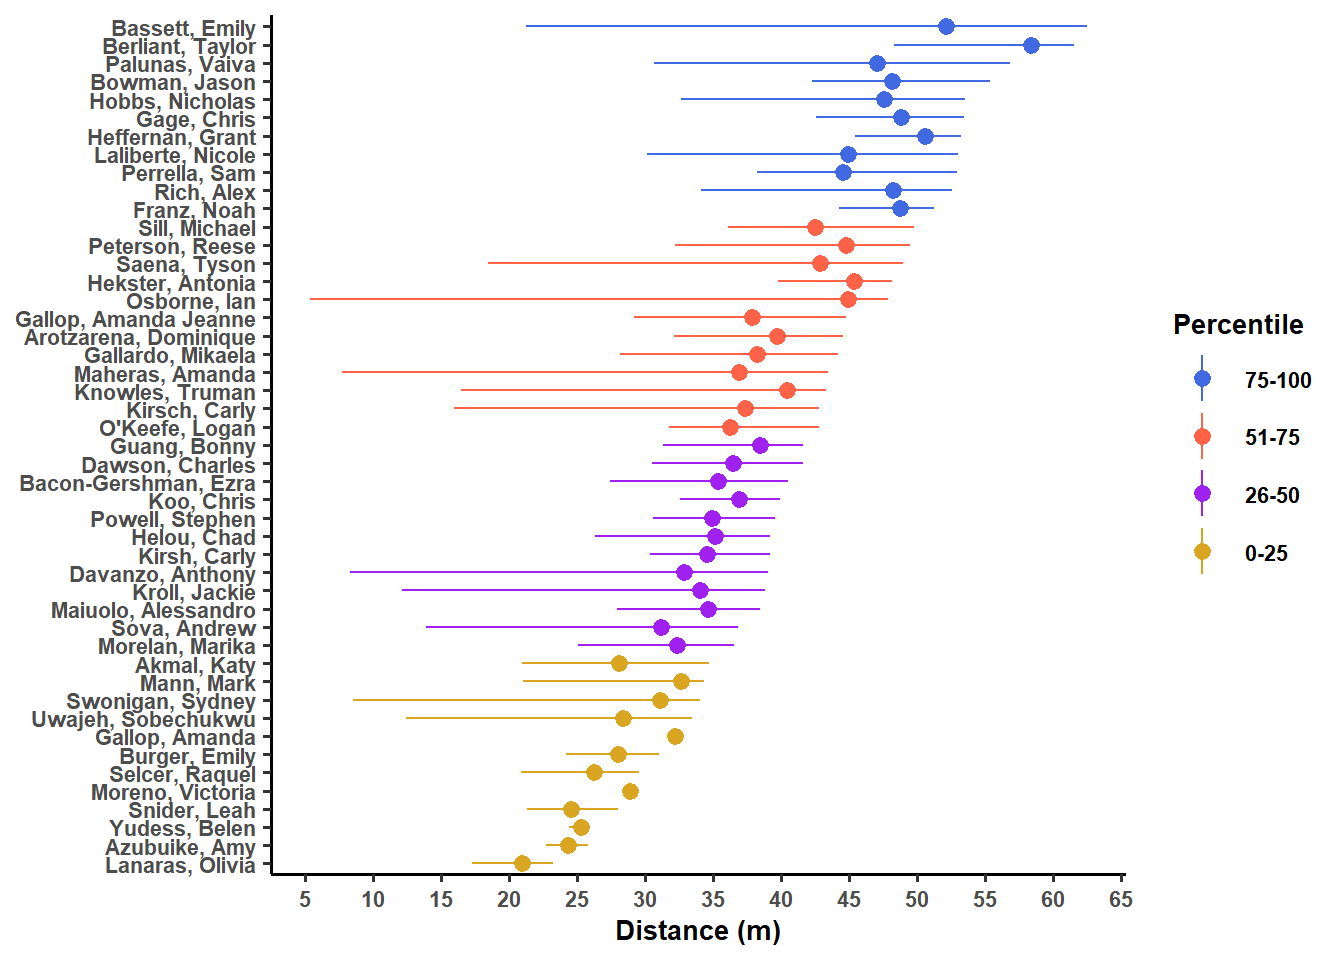 Bassett, Emily
Berliant, Taylor
Palunas, Vaiva
Bowman, Jason
Hobbs, Nicholas
Gage, Chris
Heffernan, Grant
Laliberte, Nicole
Perrella, Sam
Rich, Alex
Franz, Noah
Sill, Michael
Peterson, Reese
Saena, Tyson
Hekster, Antonia
Osborne, Ian
Gallop, Amanda Jeanne
Arotzarena, Dominique
Gallardo, Mikaela
Maheras, Amanda
Knowles, Truman
Kirsch, Carly
O'Keefe, Logan
Guang, Bonny
Dawson, Charles
Bacon-Gershman, Ezra
Koo, Chris
Powell, Stephen
Helou, Chad
Kirsh, Carly
Davanzo, Anthony
Kroll, Jackie
Maiuolo, Alessandro
Sova, Andrew
Morelan, Marika
Akmal, Katy
Mann, Mark
Swonigan, Sydney
Uwajeh, Sobechukwu
Gallop, Amanda
Burger, Emily
Selcer, Raquel
Moreno, Victoria
Snider, Leah
Yudess, Belen
Azubuike, Amy
Lanaras, Olivia
5 10 15 20 25 30 35 40 45 50 55 60 65
Distance (m)
Percentile
75-100
51-75
26-50
0-25